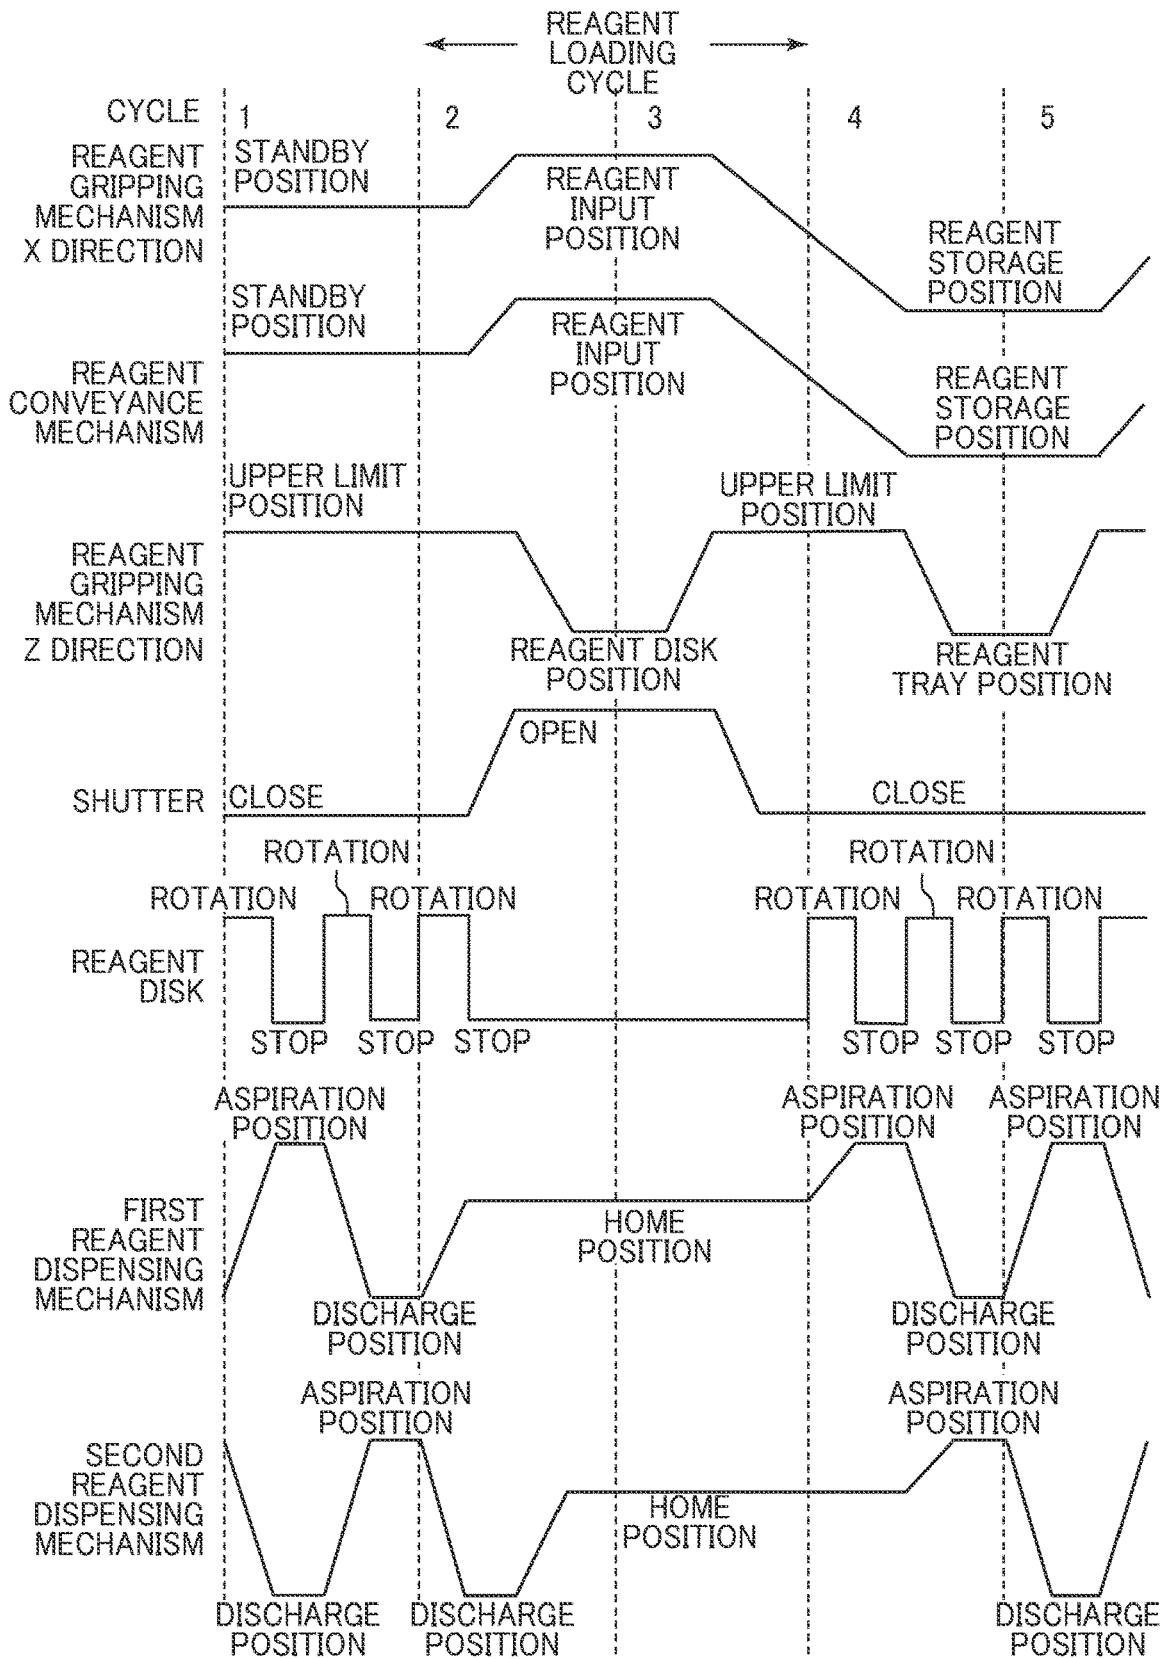 REAGENT
LOADING
CYCLE
CYCLE 1 2 3 4 5
REAGENT
GRIPPING
MECHANISM
X DIRECTION
STANDBY
POSITION
REAGENT
INPUT
POSITION
REAGENT
STORAGE
POSITION
REAGENT
CONVEYANCE
MECHANISM
STANDBY
POSITION
REAGENT
INPUT
POSITION
REAGENT
STORAGE
POSITION
REAGENT
GRIPPING
MECHANISM
Z DIRECTION
UPPER LIMIT
POSITION
REAGENT DISK
POSITION
UPPER LIMIT
POSITION
REAGENT
TRAY POSITION
SHUTTER
CLOSE
OPEN
CLOSE
REAGENT
DISK
ROTATION
ROTATION
ROTATION
ROTATION
ROTATION
ROTATION
STOP
STOP
STOP
STOP
STOP
STOP
FIRST
REAGENT
DISPENSING
MECHANISM
ASPIRATION
POSITION
DISCHARGE
POSITION
HOME
POSITION
ASPIRATION
POSITION
DISCHARGE
POSITION
ASPIRATION
POSITION
SECOND
REAGENT
DISPENSING
MECHANISM
DISCHARGE
POSITION
ASPIRATION
POSITION
DISCHARGE
POSITION
HOME
POSITION
ASPIRATION
POSITION
DISCHARGE
POSITION